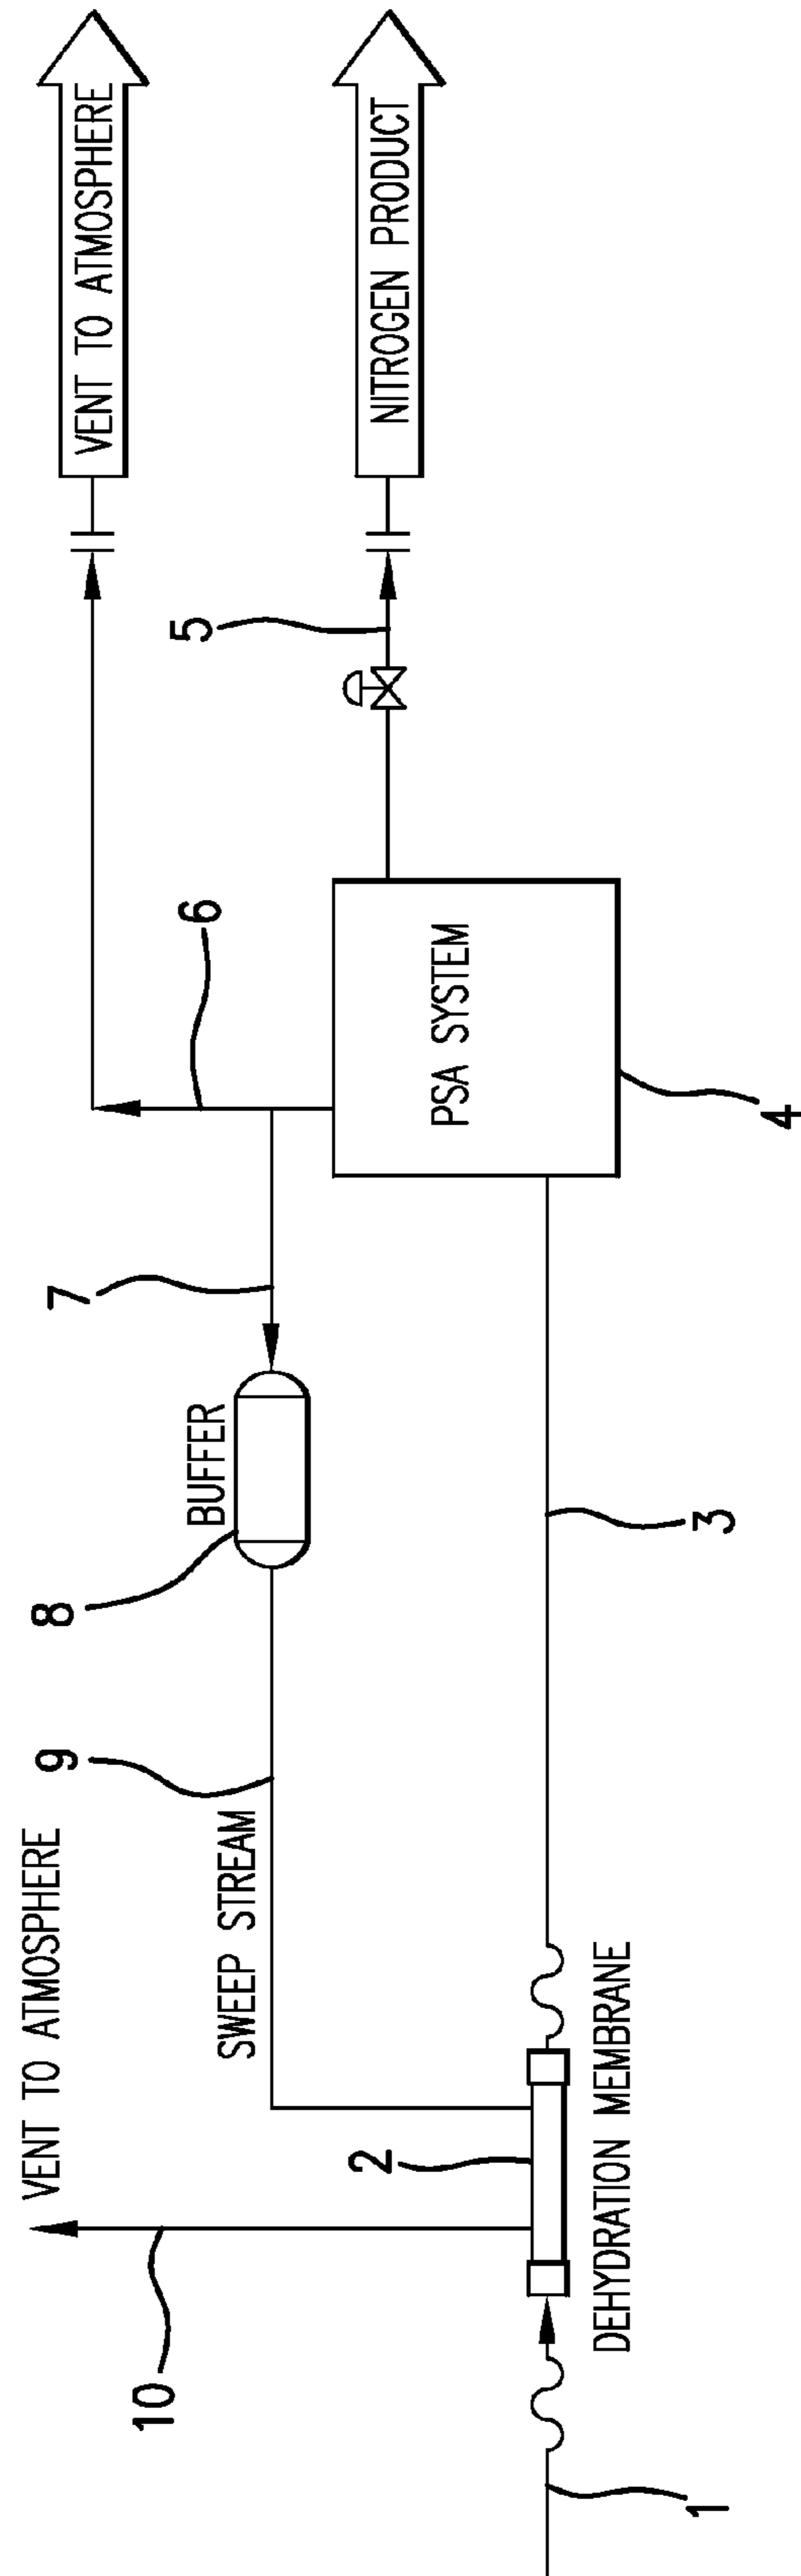 VENT TO ATMOSPHERE
10
9
SWEEP STREAM
8
BUFFER
7
6
VENT TO ATMOSPHERE
5
NITROGEN PRODUCT
PSA SYSTEM
4
3
2
DEHYDRATION MEMBRANE
1